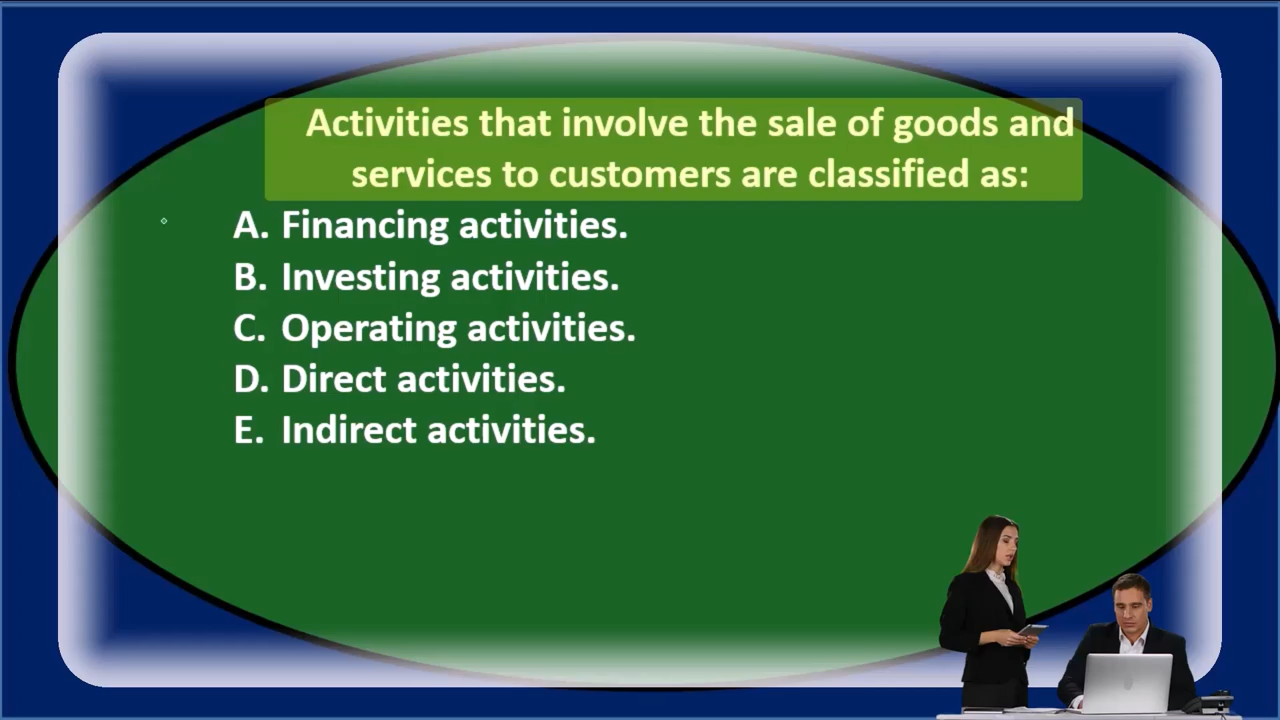 Activities that involve the sale of goods and
services to customers are classified as:
A. Financing activities.
B. Investing activities.
C. Operating activities.
D. Direct activities.
E. Indirect activities.